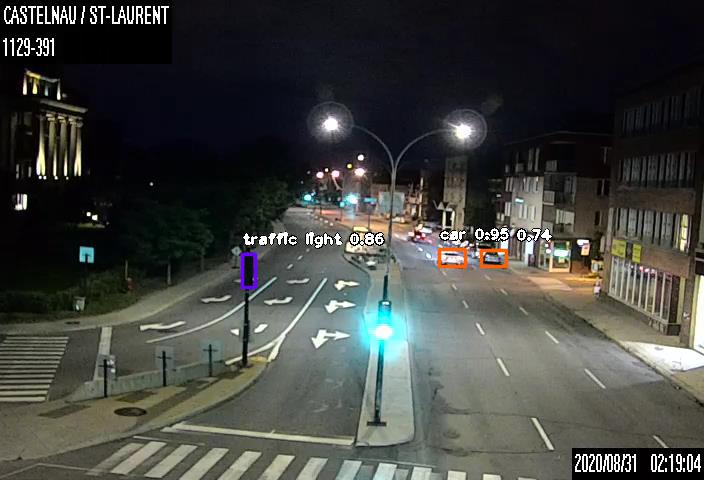 CASTELNAU / ST-LAURENT
1129-391
traffic light 0.86
car 0.95 0.74
2020/08/31 02:19:04